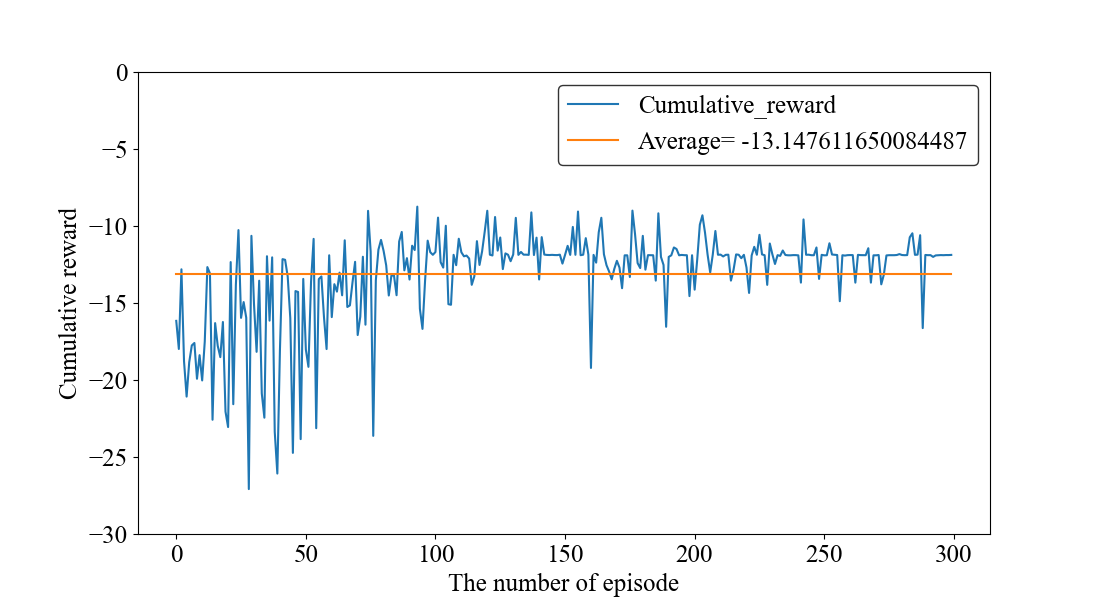 Cumulative_reward
Average= -13.147611650084487
0
−5
−10
−15
−20
−25
−30
Cumulative reward
0 50 100 150 200 250 300
The number of episode